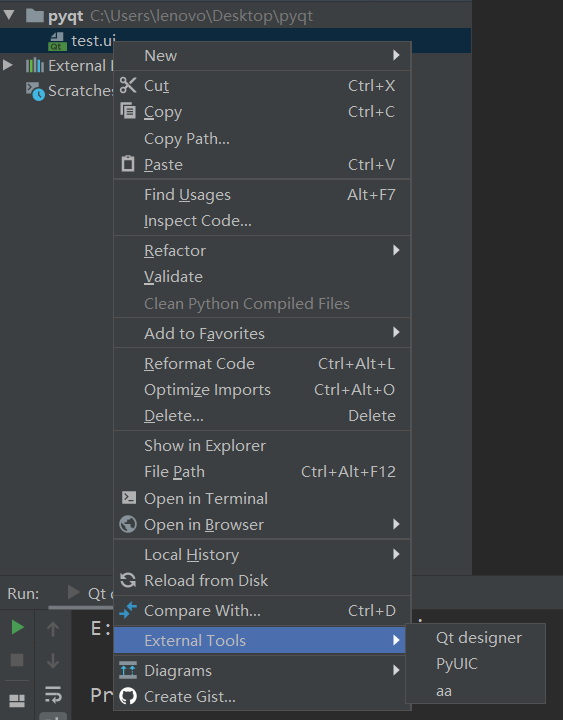 pyqt C:\Users\lenovo\Desktop\pyqt
test.ui
External
Scratches
New
Cut Ctrl+X
Copy Ctrl+C
Copy Path...
Paste Ctrl+V
Find Usages Alt+F7
Inspect Code...
Refactor
Validate
Clean Python Compiled Files
Add to Favorites
Reformat Code Ctrl+Alt+L
Optimize Imports Ctrl+Alt+O
Delete... Delete
Show in Explorer
File Path Ctrl+Alt+F12
Open in Terminal
Open in Browser
Local History
Reload from Disk
Compare With... Ctrl+D
External Tools
Diagrams
Create Gist...
Qt designer
PyUIC
aa
Run: Qt
E:
Pr